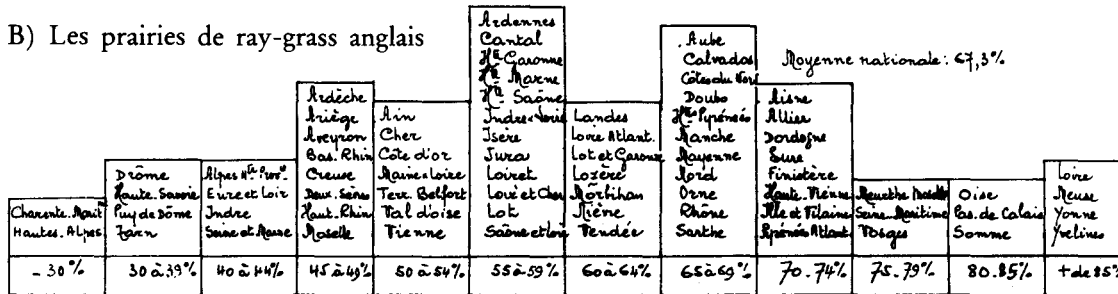 B) Les prairies de ray-grass anglais
Moyenne nationale: 67,3%
Charente-Marit
Hautes-Alpes
- 30%
Drôme
Haute-Savoie
Puy de Dôme
Tarn
30 à 39%
Alpes Hte Prov.
Eure et Loir
Indre
Seine et Marne
40 à 44%
Ardèche
Ariège
Aveyron
Bas-Rhin
Creuse
Deux-Sèvres
Haut-Rhin
Moselle
45 à 49%
Ain
Cher
Côte d'or
Maine et Loire
Terr. Belfort
Val d'oise
Vienne
50 à 54%
Ardennes
Cantal
Hte Garonne
Hte Marne
Hte Saône
Indre et Loire
Isère
Jura
Loiret
Loir et Cher
Lot
Saône et Loire
55 à 59%
Landes
Loire Atlant.
Lot et Garonne
Lozère
Morbihan
Nièvre
Vendée
60 à 64%
Aube
Calvados
Côtes du Nord
Doubs
Htes Pyrénées
Manche
Mayenne
Nord
Orne
Rhône
Sarthe
65 à 69%
Aisne
Allier
Dordogne
Eure
Finistère
Haute-Vienne
Ille et Vilaine
Pyrénées Atlant.
70-74%
Meurthe Moselle
Seine-Maritime
Vosges
75-79%
Oise
Pas-de-Calais
Somme
80-85%
Loire
Meuse
Yonne
Yvelines
+ de 85%